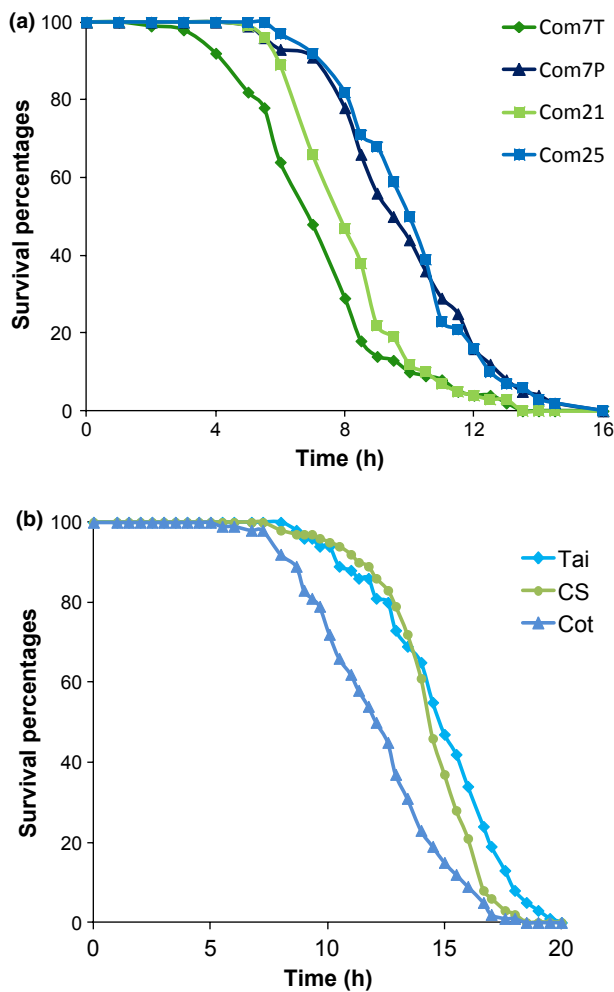 (a)
100
80
60
40
20
0
Survival percentages
0 4 8 12 16
Time (h)
Com7T
Com7P
Com21
Com25
(b)
100
80
60
40
20
0
Survival percentages
0 5 10 15 20
Time (h)
Tai
CS
Cot